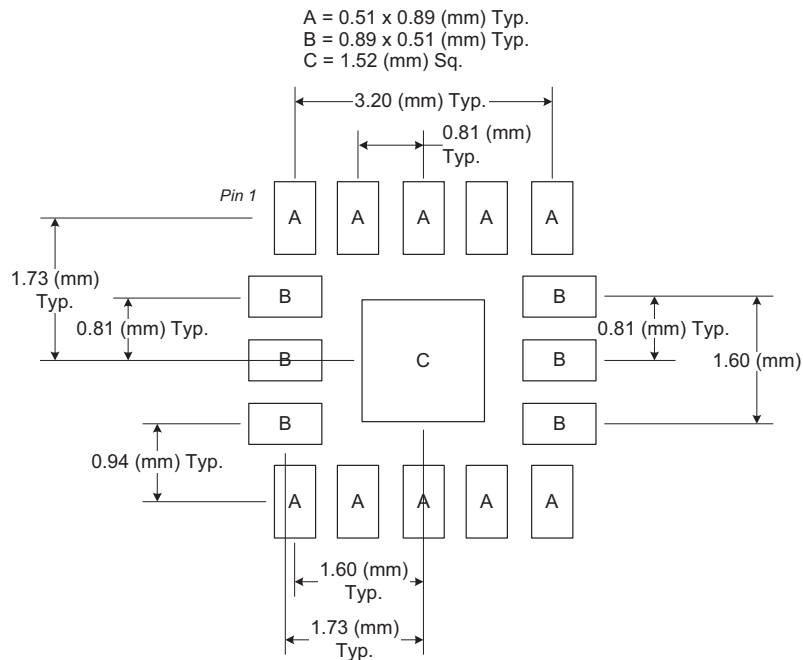 A = 0.51 x 0.89 (mm) Typ.
B = 0.89 x 0.51 (mm) Typ.
C = 1.52 (mm) Sq.
3.20 (mm) Typ.
0.81 (mm)
Typ.
Pin 1
A
A
A
A
A
1.73 (mm)
Typ.
B
B
0.81 (mm) Typ.
0.81 (mm) Typ.
B
C
B
1.60 (mm)
B
B
0.94 (mm) Typ.
A
A
A
A
A
1.60 (mm)
Typ.
1.73 (mm)
Typ.